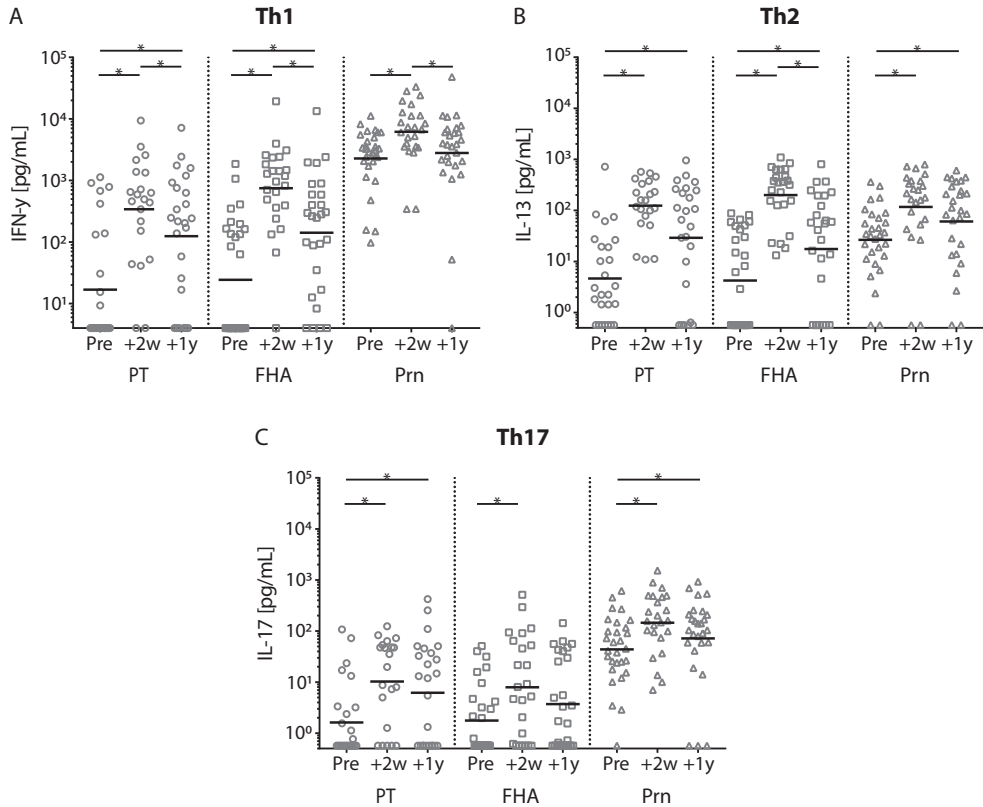 A Th1
IFN-y [pg/mL]
10⁵
10⁴
10³
10²
10¹
* * *
* * *
* *
Pre +2w +1y Pre +2w +1y Pre +2w +1y
PT FHA Prn
B Th2
IL-13 [pg/mL]
10⁵
10⁴
10³
10²
10¹
10⁰
* *
* * *
* *
Pre +2w +1y Pre +2w +1y Pre +2w +1y
PT FHA Prn
C Th17
IL-17 [pg/mL]
10⁵
10⁴
10³
10²
10¹
10⁰
* *
*
* *
Pre +2w +1y Pre +2w +1y Pre +2w +1y
PT FHA Prn